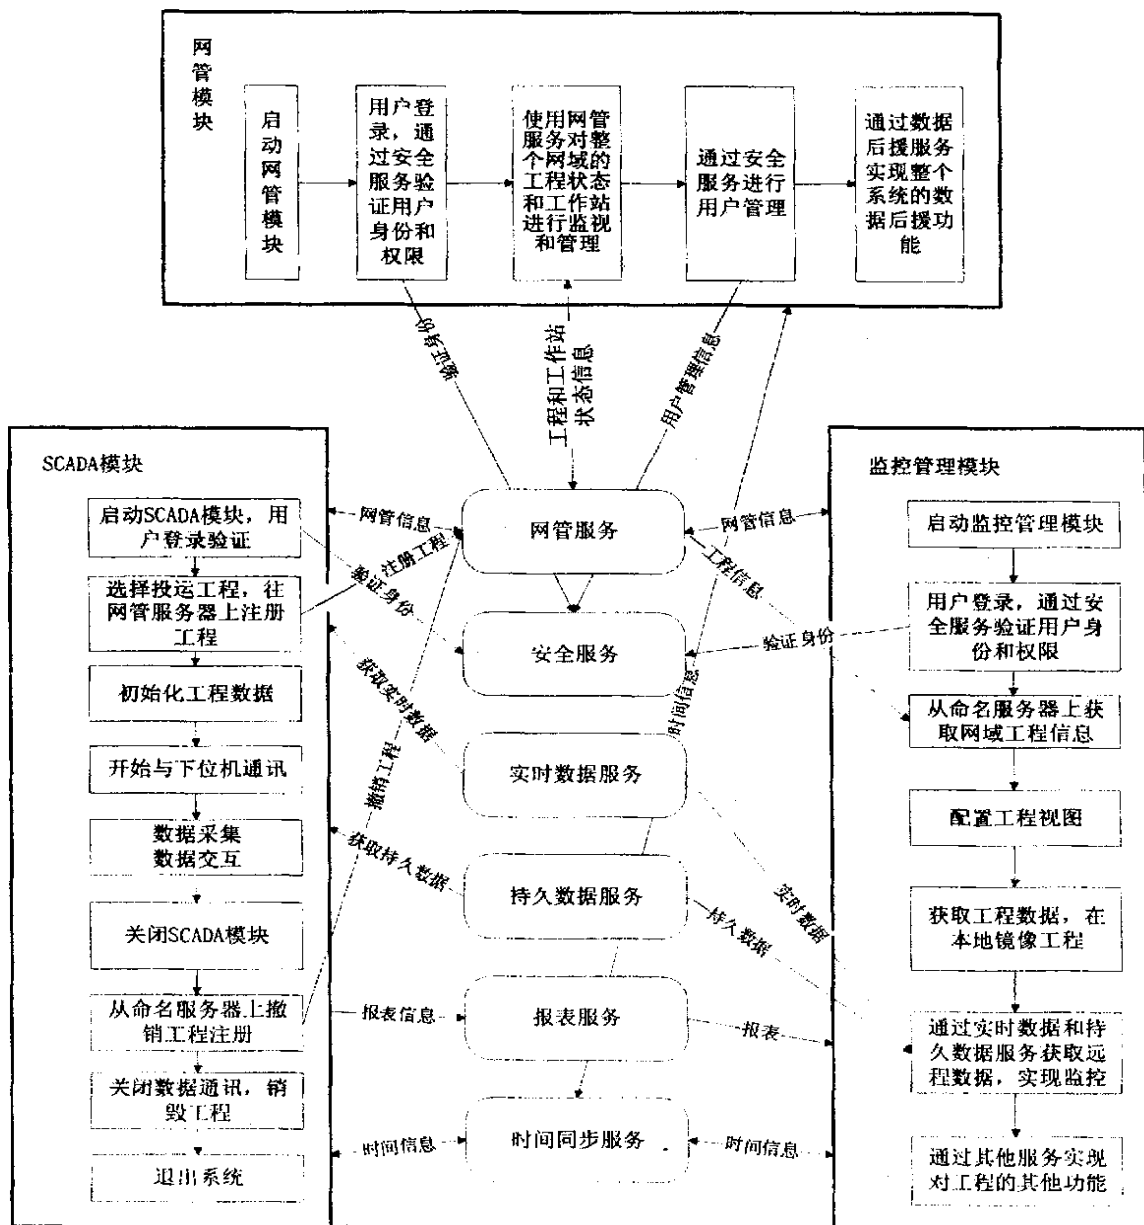 网
管
模
块
启
动
网
管
模
块
用户登
录，通
过安全
服务验
证用户
身份和
权限
使用网管
服务对整
个网域的
工程状态
和工作站
进行监视
和管理
通过安全
服务进行
用户管理
通过数据
后援服务
实现整个
系统的数
据后援功
能
验证身份
工程和工作站
状态信息
用户管理信息
时间信息
SCADA模块
启动SCADA模块，用
户登录验证
选择投运工程，往
网管服务器上注册
工程
初始化工程数据
开始与下位机通讯
数据采集
数据交互
关闭SCADA模块
从命名服务器上撤
销工程注册
关闭数据通讯，销
毁工程
退出系统
网管信息
注册工程
验证身份
获取实时数据
撤销工程
获取持久数据
报表信息
时间信息
网管服务
安全服务
实时数据服务
持久数据服务
报表服务
时间同步服务
网管信息
工程信息
验证身份
实时数据
持久数据
报表
时间信息
监控管理模块
启动监控管理模块
用户登录，通过安
全服务验证用户身
份和权限
从命名服务器上获
取网域工程信息
配置工程视图
获取工程数据，在
本地镜像工程
通过实时数据和持
久数据服务获取远
程数据，实现监控
通过其他服务实现
对工程的其他功能